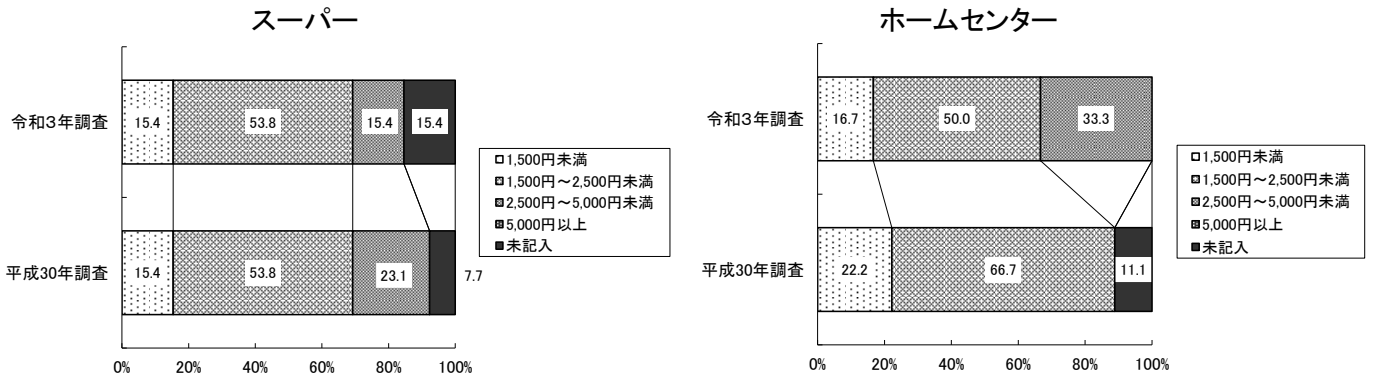 スーパー
令和3年調査
15.4
53.8
15.4
15.4
平成30年調査
15.4
53.8
23.1
7.7
0%
20%
40%
60%
80%
100%
1,500円未満
1,500円～2,500円未満
2,500円～5,000円未満
5,000円以上
未記入
ホームセンター
令和3年調査
16.7
50.0
33.3
平成30年調査
22.2
66.7
11.1
0%
20%
40%
60%
80%
100%
1,500円未満
1,500円～2,500円未満
2,500円～5,000円未満
5,000円以上
未記入